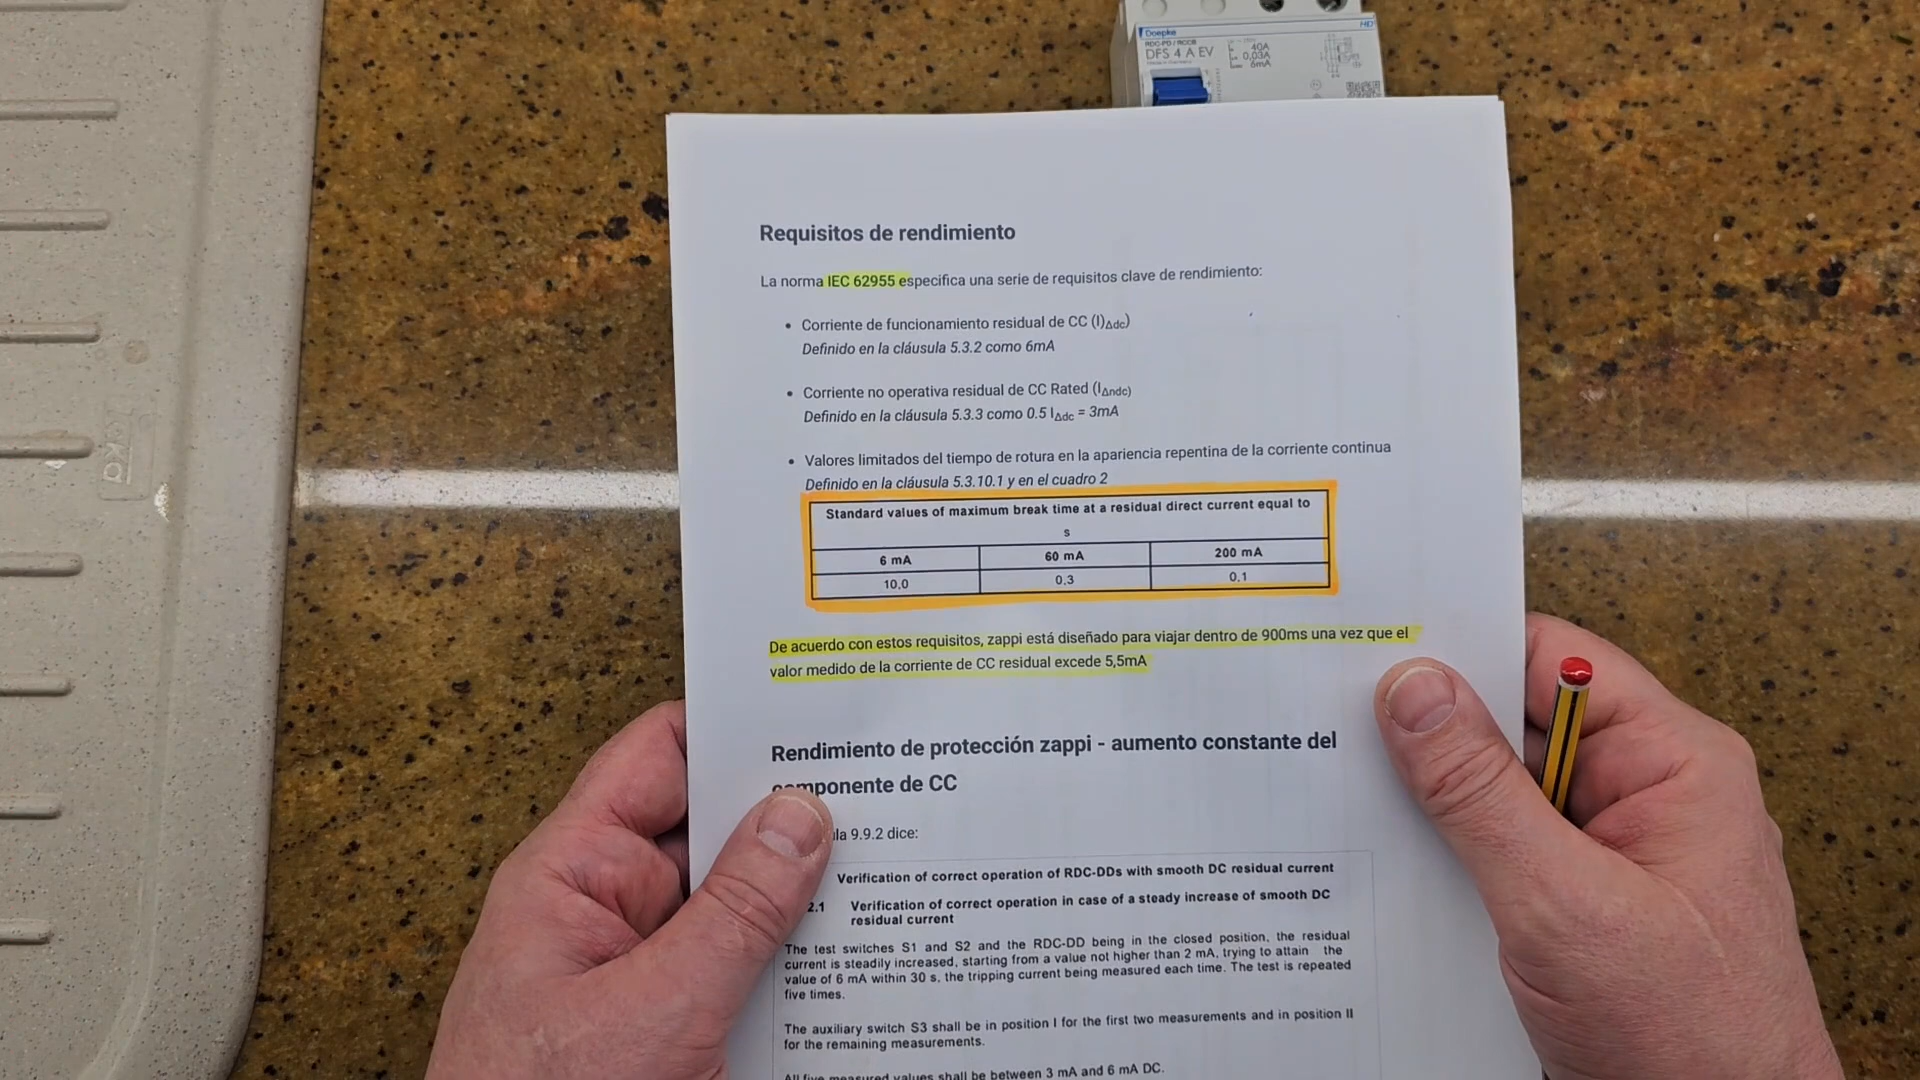 Doepke
HD
RDC-PD / RCCB
DFS 4 A EV
40A
0,03A
6mA
Requisitos de rendimiento
La norma IEC 62955 especifica una serie de requisitos clave de rendimiento:
• Corriente de funcionamiento residual de CC (I)Δdc)
Definido en la cláusula 5.3.2 como 6mA
• Corriente no operativa residual de CC Rated (IΔndc)
Definido en la cláusula 5.3.3 como 0.5 IΔdc = 3mA
• Valores limitados del tiempo de rotura en la apariencia repentina de la corriente continua
Definido en la cláusula 5.3.10.1 y en el cuadro 2
Standard values of maximum break time at a residual direct current equal to
s
6 mA 60 mA 200 mA
10,0 0,3 0,1
De acuerdo con estos requisitos, zappi está diseñado para viajar dentro de 900ms una vez que el
valor medido de la corriente de CC residual excede 5,5mA
Rendimiento de protección zappi - aumento constante del
componente de CC
ula 9.9.2 dice:
Verification of correct operation of RDC-DDs with smooth DC residual current
2.1 Verification of correct operation in case of a steady increase of smooth DC
residual current
The test switches S1 and S2 and the RDC-DD being in the closed position, the residual
current is steadily increased, starting from a value not higher than 2 mA, trying to attain the
value of 6 mA within 30 s, the tripping current being measured each time. The test is repeated
five times.
The auxiliary switch S3 shall be in position I for the first two measurements and in position II
for the remaining measurements.
All five measured values shall be between 3 mA and 6 mA DC.